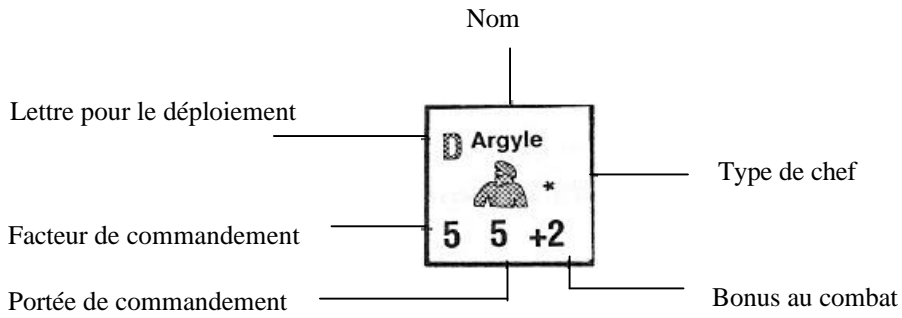 Nom
Lettre pour le déploiement
D Argyle
*
Type de chef
Facteur de commandement
5 5 +2
Portée de commandement
Bonus au combat